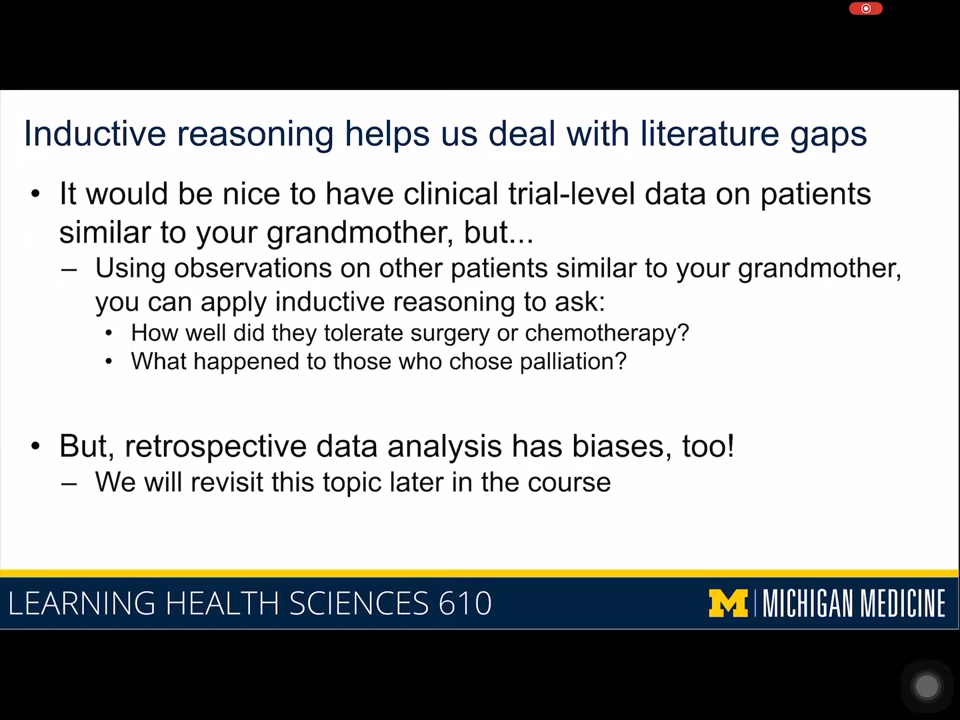 Inductive reasoning helps us deal with literature gaps
• It would be nice to have clinical trial-level data on patients
similar to your grandmother, but...
– Using observations on other patients similar to your grandmother,
you can apply inductive reasoning to ask:
• How well did they tolerate surgery or chemotherapy?
• What happened to those who chose palliation?
• But, retrospective data analysis has biases, too!
– We will revisit this topic later in the course
LEARNING HEALTH SCIENCES 610
M | MICHIGAN MEDICINE